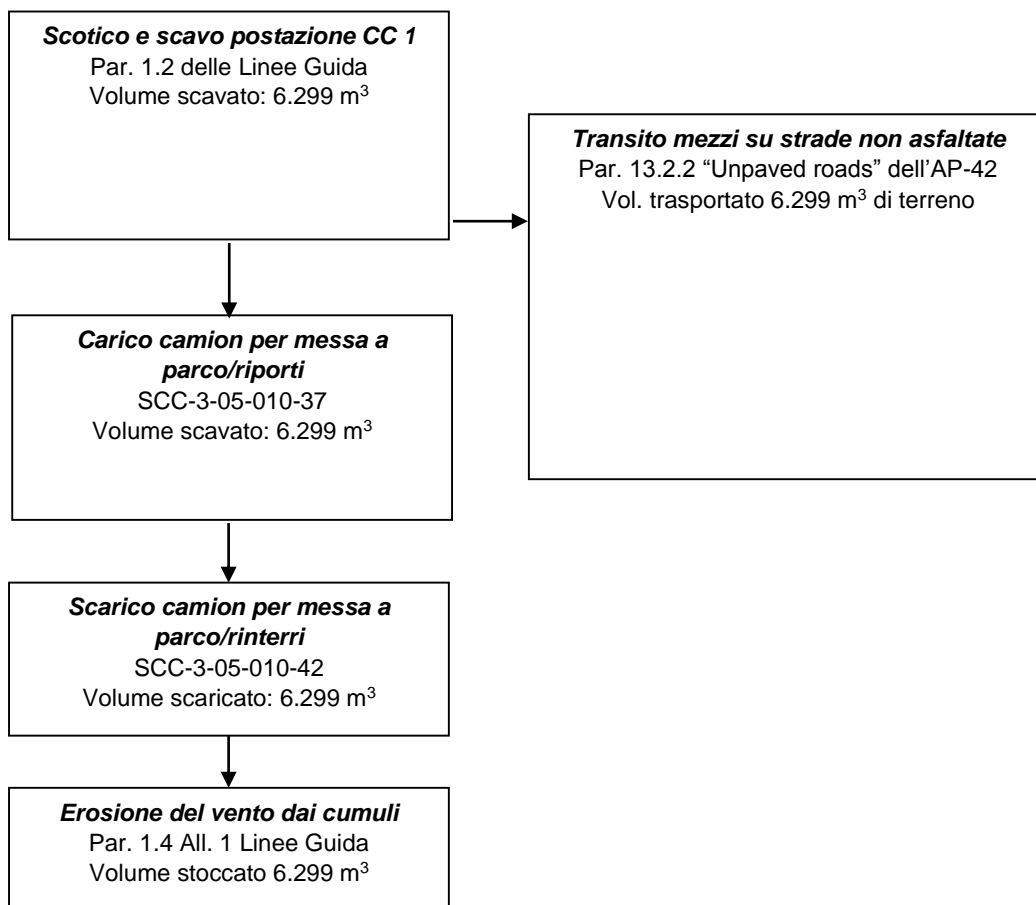 Scotico e scavo postazione CC 1
Par. 1.2 delle Linee Guida
Volume scavato: 6.299 m³
Transito mezzi su strade non asfaltate
Par. 13.2.2 “Unpaved roads” dell’AP-42
Vol. trasportato 6.299 m³ di terreno
Carico camion per messa a
parco/riporti
SCC-3-05-010-37
Volume scavato: 6.299 m³
Scarico camion per messa a
parco/rinterri
SCC-3-05-010-42
Volume scaricato: 6.299 m³
Erosione del vento dai cumuli
Par. 1.4 All. 1 Linee Guida
Volume stoccato 6.299 m³